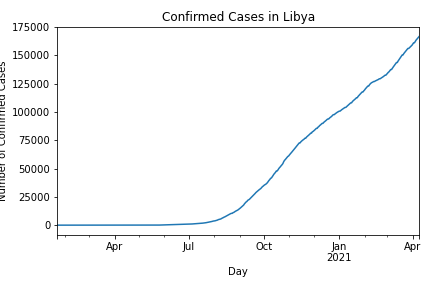 Confirmed Cases in Libya
175000
150000
125000
100000
75000
50000
25000
0
Number of Confirmed Cases
Apr Jul Oct Jan Apr
2021
Day